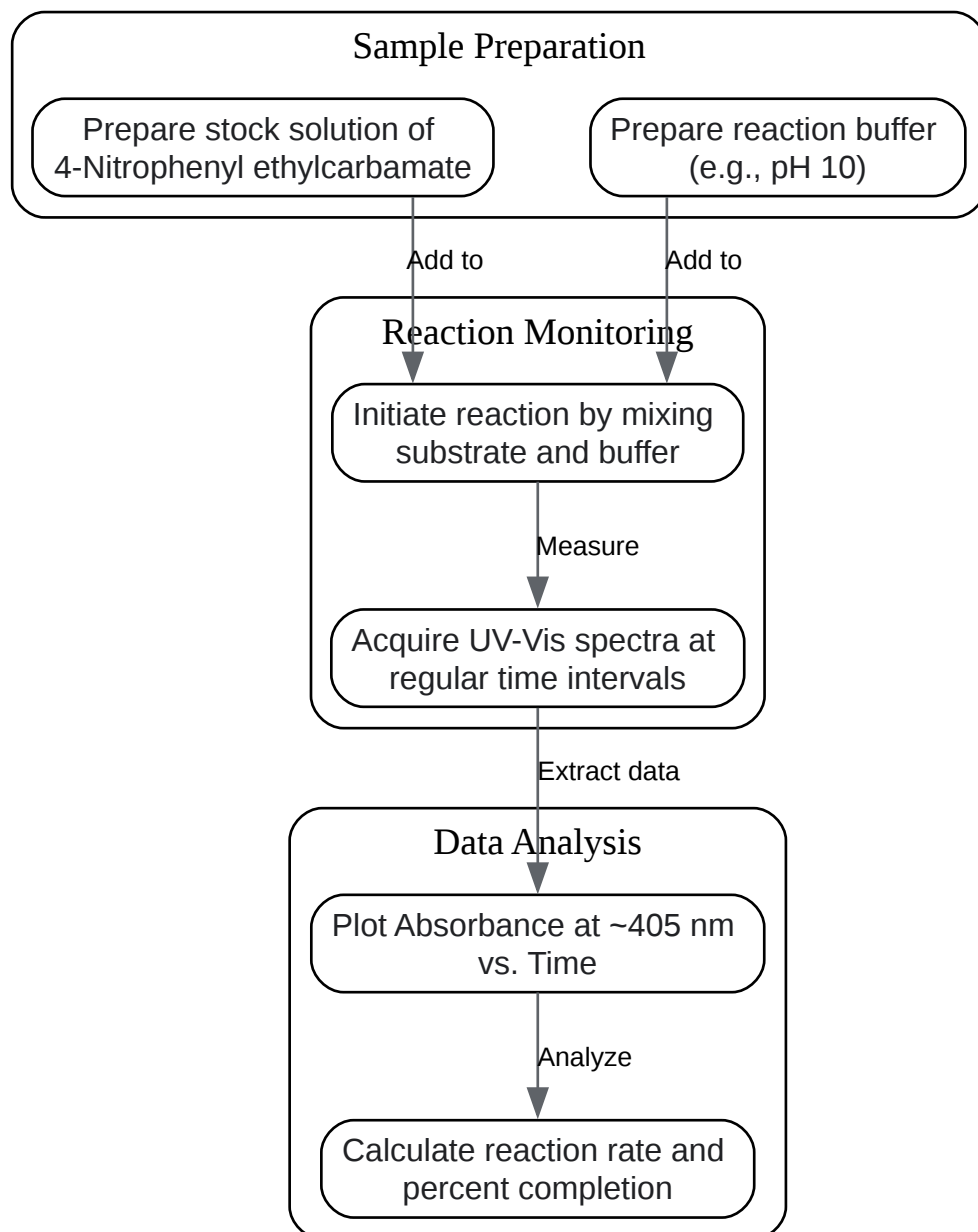 Sample Preparation
Prepare stock solution of
4-Nitrophenyl ethylcarbamate
Prepare reaction buffer
(e.g., pH 10)
Add to
Add to
Reaction Monitoring
Initiate reaction by mixing
substrate and buffer
Measure
Acquire UV-Vis spectra at
regular time intervals
Extract data
Data Analysis
Plot Absorbance at ~405 nm
vs. Time
Analyze
Calculate reaction rate and
percent completion